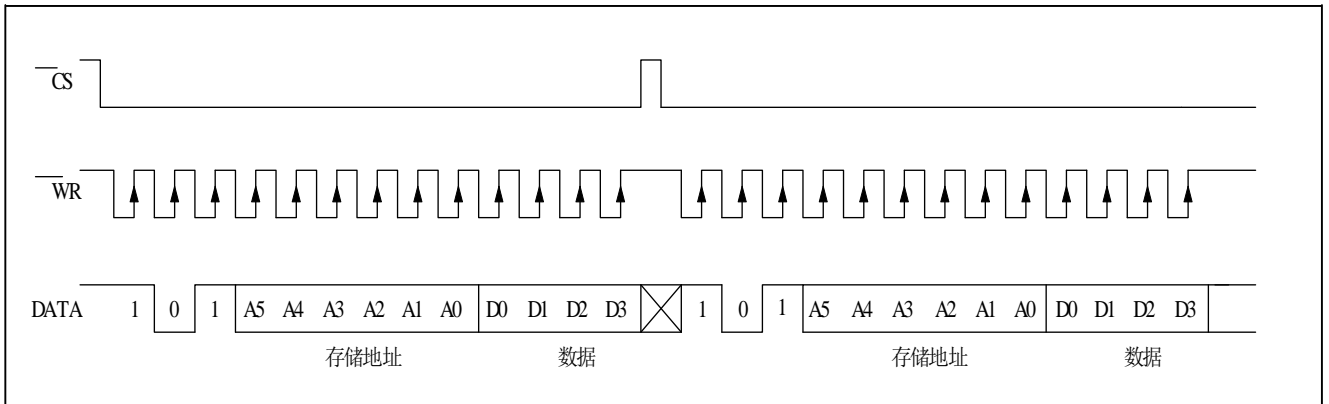 CS
WR
DATA 1 0 1 A5 A4 A3 A2 A1 A0 D0 D1 D2 D3 1 0 1 A5 A4 A3 A2 A1 A0 D0 D1 D2 D3
存储地址 数据 存储地址 数据